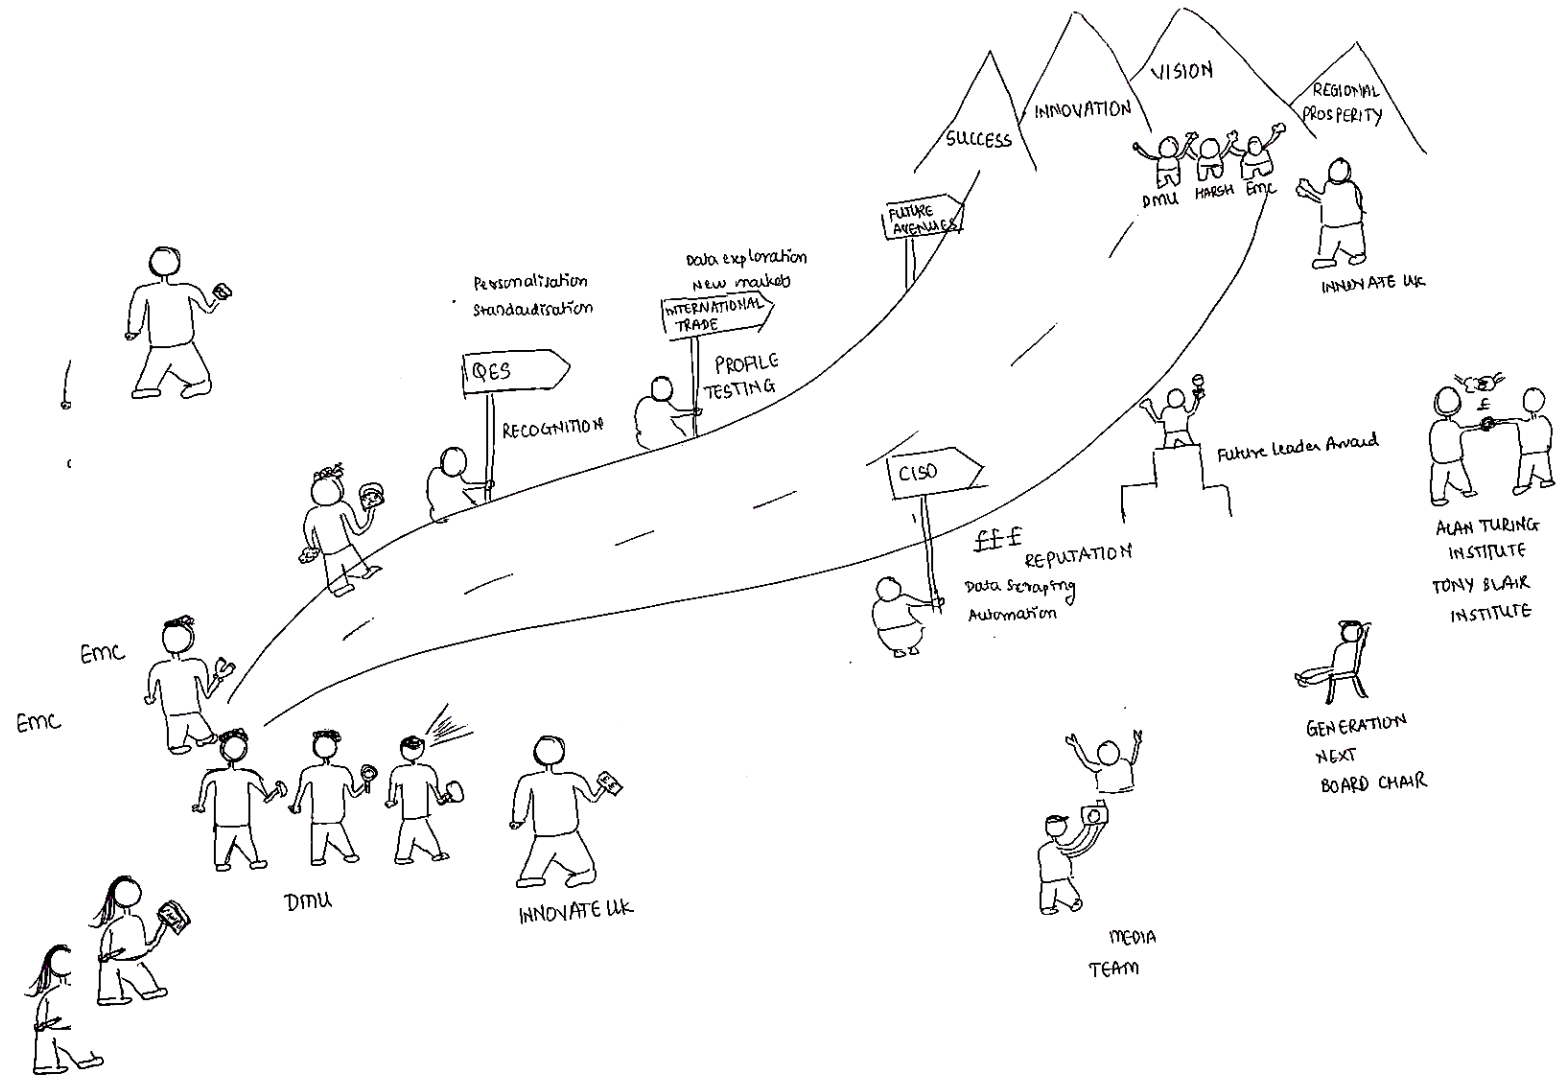 SUCCESS
INNOVATION
VISION
REGIONAL
PROSPERITY
DMU
HARSH
EMC
INNOVATE UK
FUTURE
AVENUES
Data exploration
New markets
INTERNATIONAL
TRADE
PROFILE
TESTING
Personalisation
Standardisation
QES
RECOGNITION
CISO
£££
REPUTATION
Data Scraping
Automation
Future Leader Award
£
ALAN TURING
INSTITUTE
TONY BLAIR
INSTITUTE
EMC
EMC
DMU
INNOVATE UK
GENERATION
NEXT
BOARD CHAIR
MEDIA
TEAM